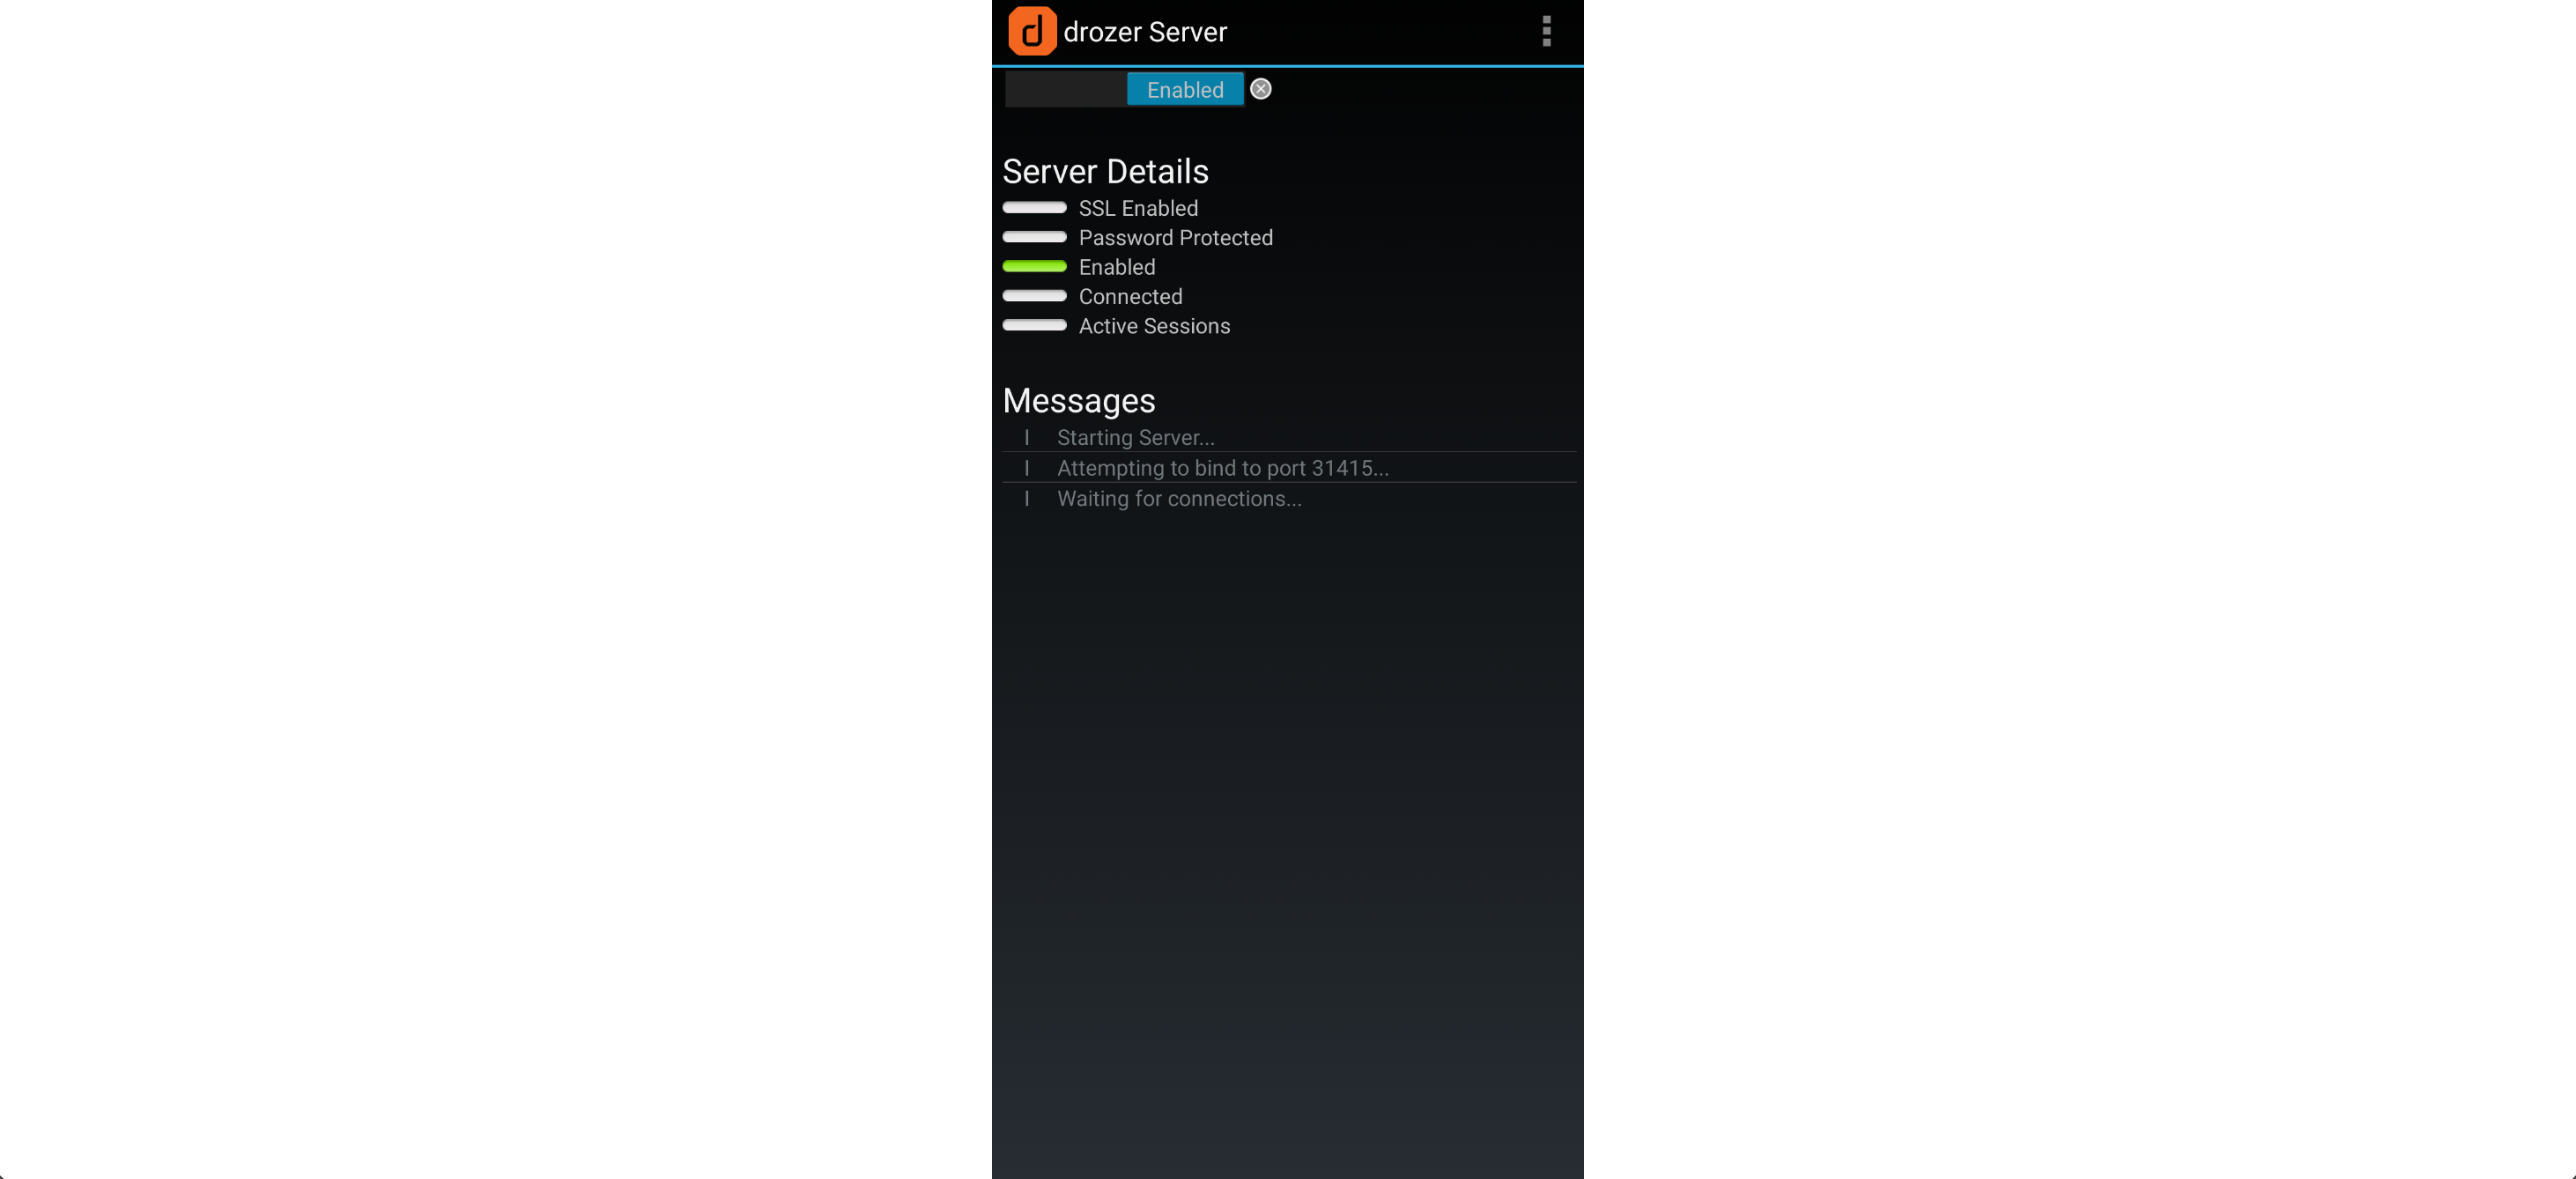 drozer Server
Enabled
Server Details
SSL Enabled
Password Protected
Enabled
Connected
Active Sessions
Messages
I Starting Server...
I Attempting to bind to port 31415...
I Waiting for connections...